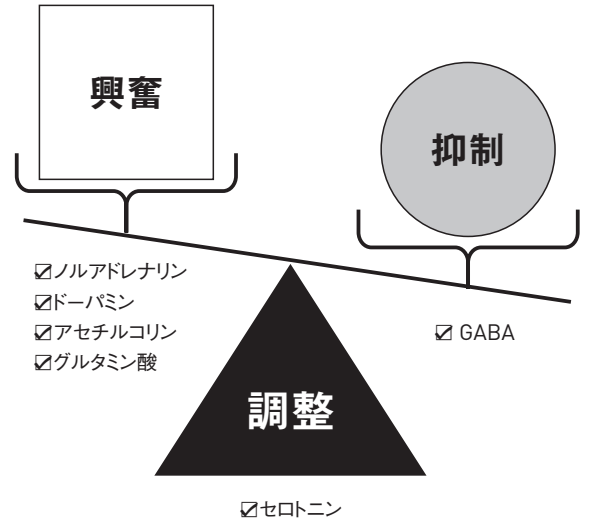 興奮
抑制
☑ノルアドレナリン
☑ドーパミン
☑アセチルコリン
☑グルタミン酸
☑ GABA
調整
☑セロトニン